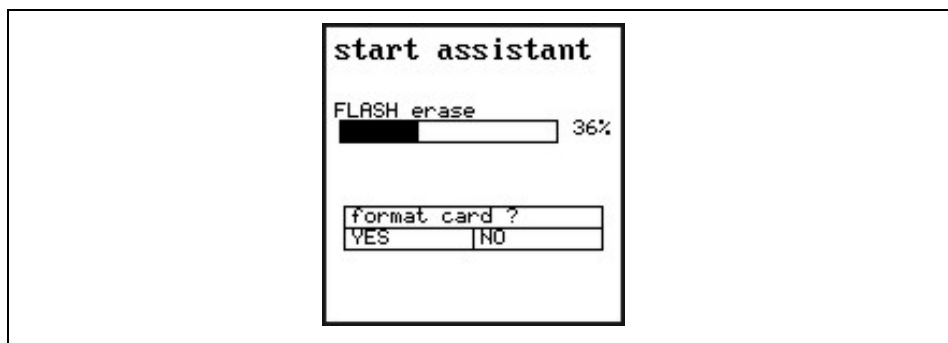 start assistant
FLASH erase
36%
format card ?
YES NO